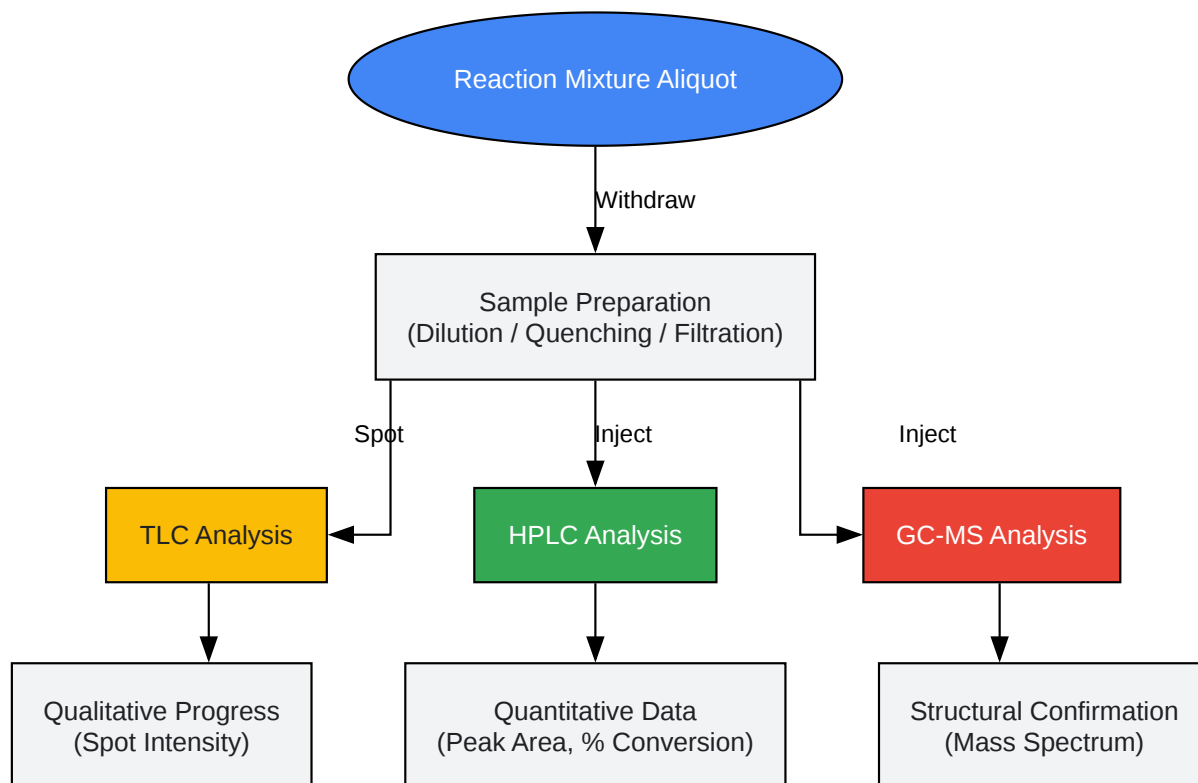 Reaction Mixture Aliquot
Withdraw
Sample Preparation
(Dilution / Quenching / Filtration)
Spot
Inject
Inject
TLC Analysis
HPLC Analysis
GC-MS Analysis
Qualitative Progress
(Spot Intensity)
Quantitative Data
(Peak Area, % Conversion)
Structural Confirmation
(Mass Spectrum)